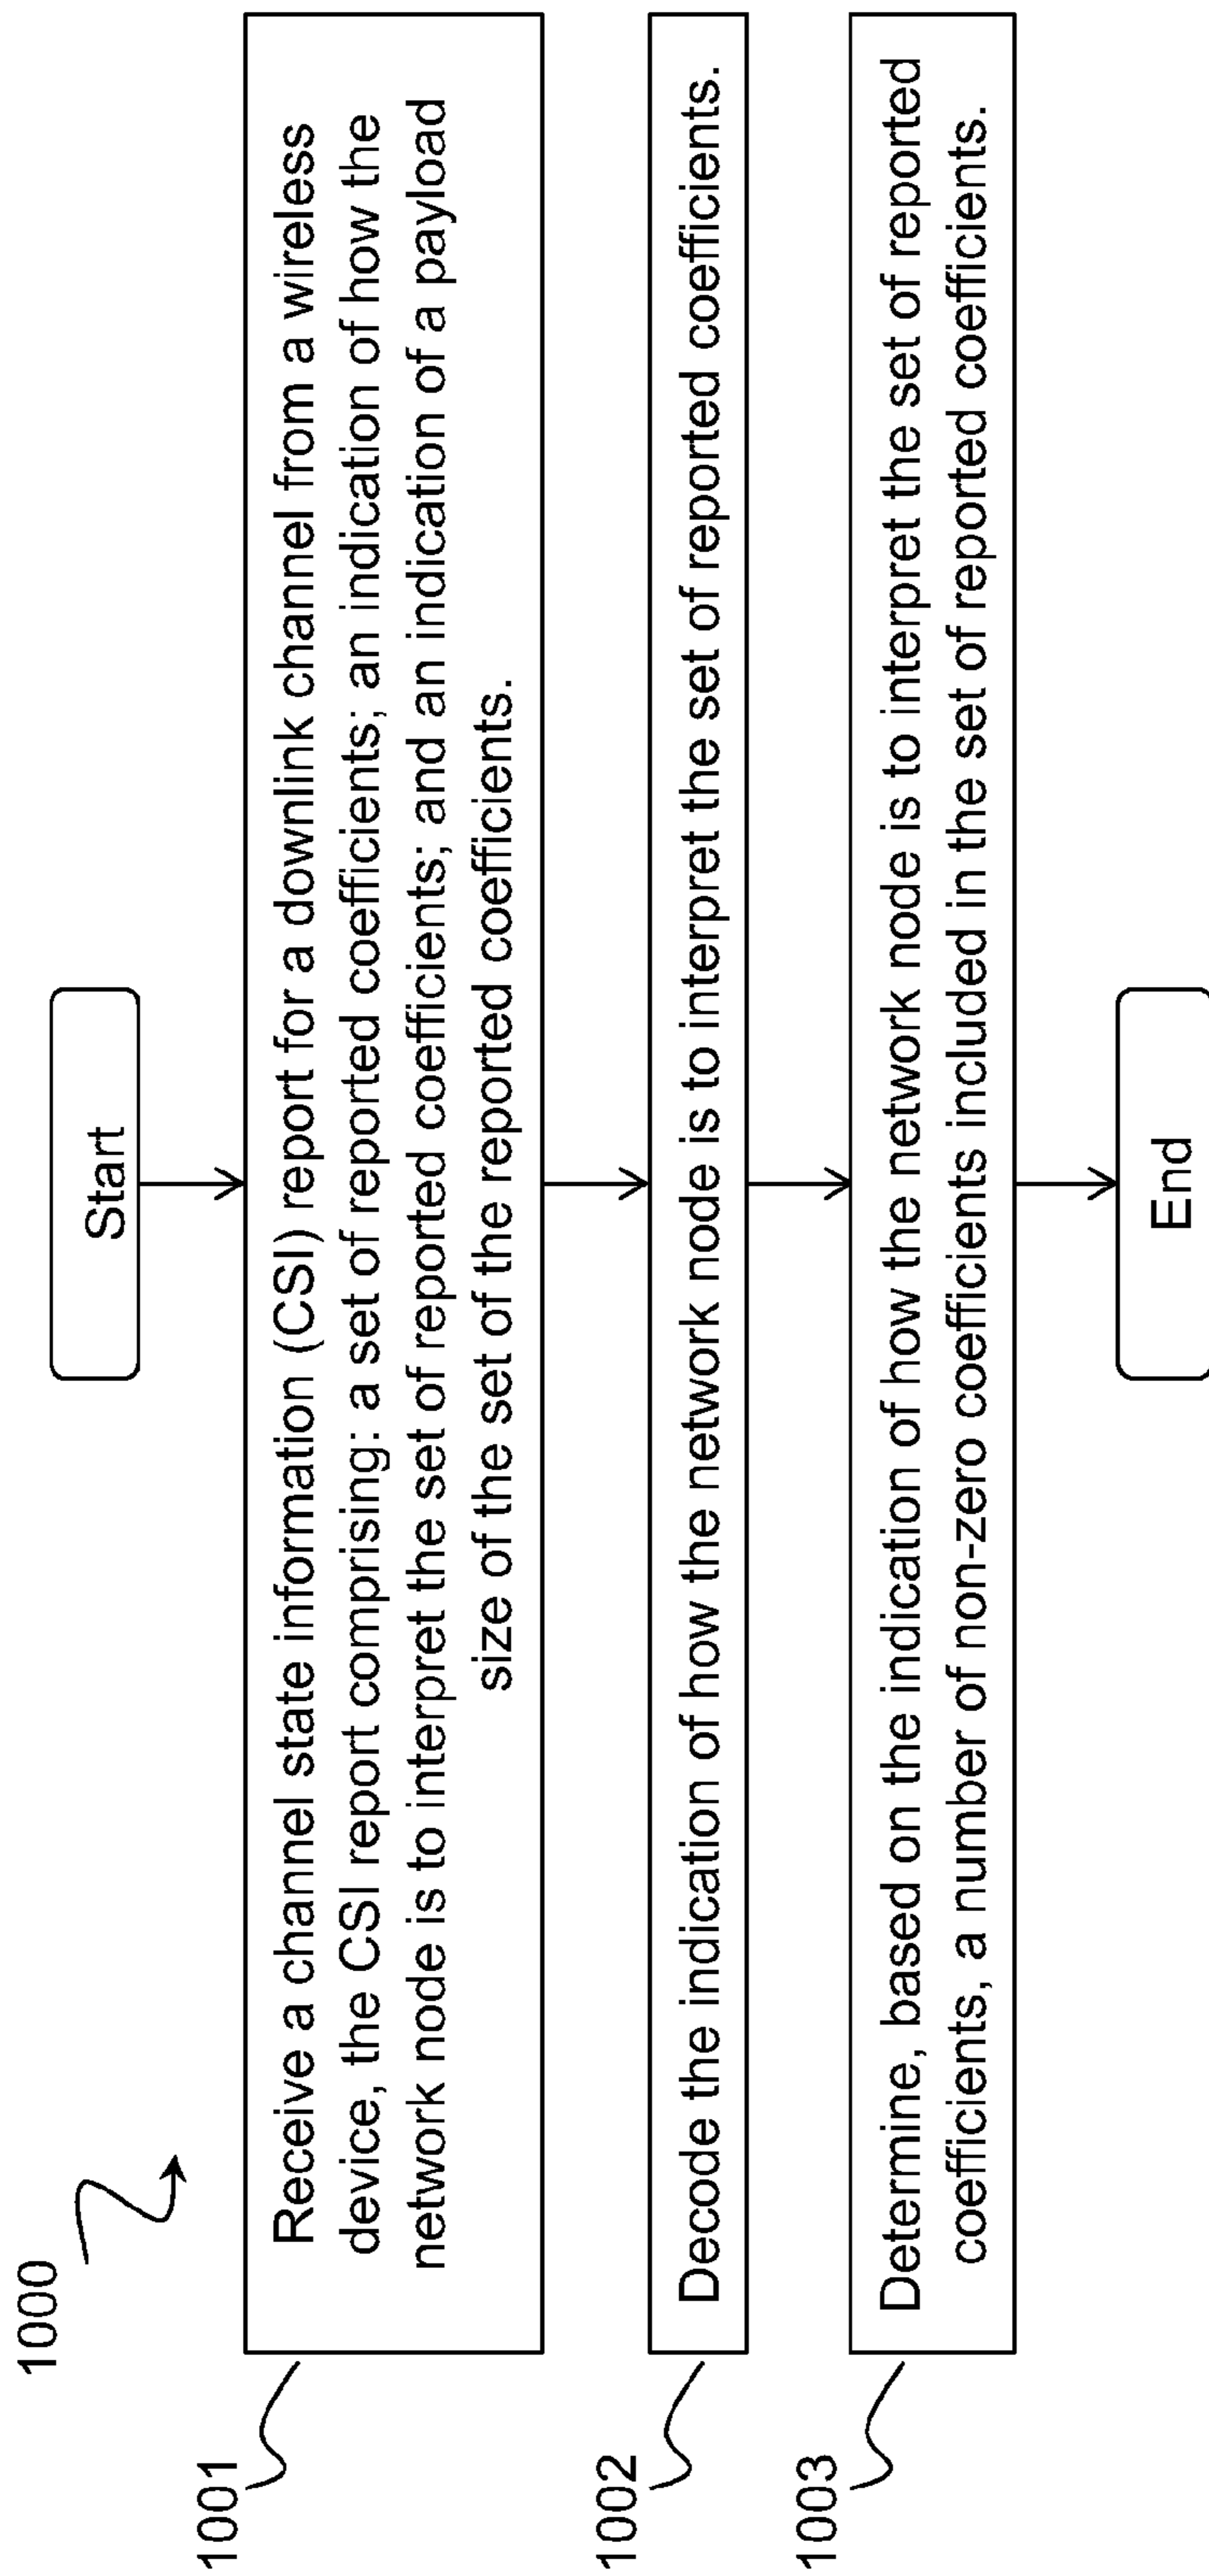 1000
Start
1001
Receive a channel state information (CSI) report for a downlink channel from a wireless
device, the CSI report comprising: a set of reported coefficients; an indication of how the
network node is to interpret the set of reported coefficients; and an indication of a payload
size of the set of the reported coefficients.
1002
Decode the indication of how the network node is to interpret the set of reported coefficients.
1003
Determine, based on the indication of how the network node is to interpret the set of reported
coefficients, a number of non-zero coefficients included in the set of reported coefficients.
End